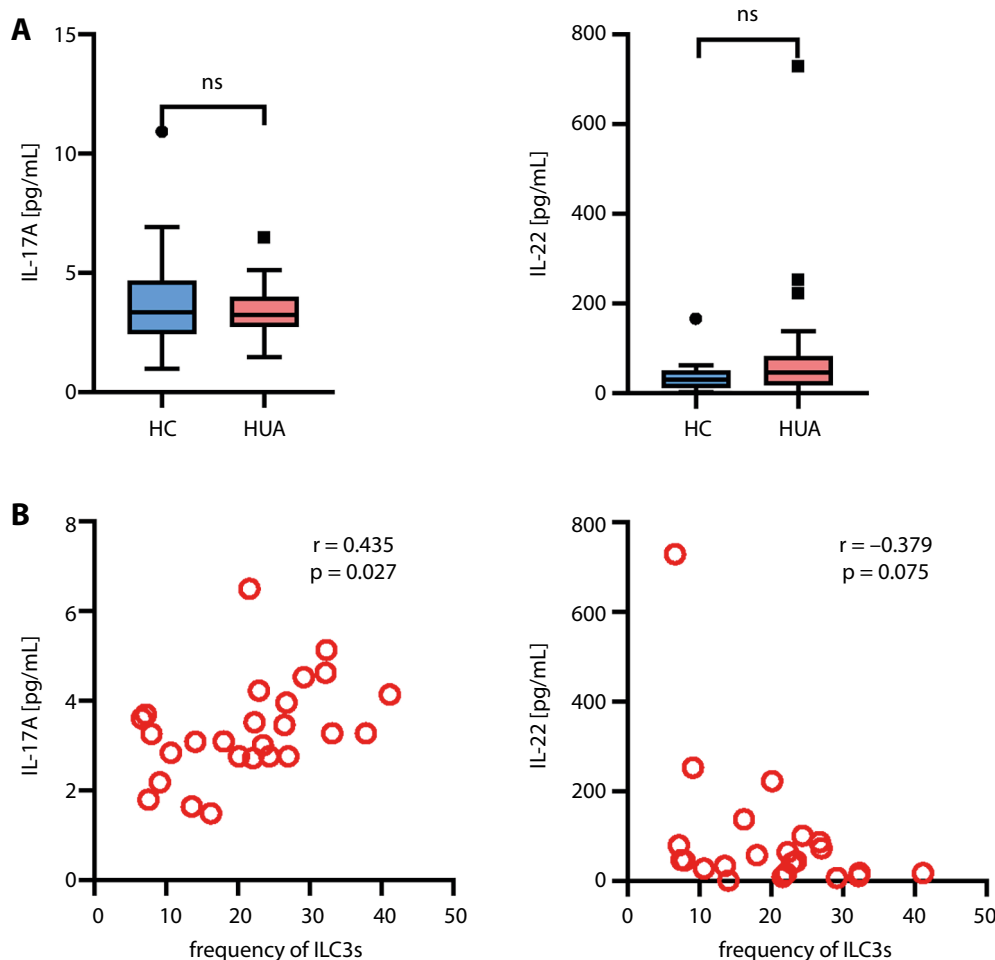 A
15
10
5
0
IL-17A [pg/mL]
ns
HC
HUA
800
600
400
200
0
IL-22 [pg/mL]
ns
HC
HUA
B
8
6
4
2
0
IL-17A [pg/mL]
r = 0.435
p = 0.027
0
10
20
30
40
50
frequency of ILC3s
800
600
400
200
0
IL-22 [pg/mL]
r = –0.379
p = 0.075
0
10
20
30
40
50
frequency of ILC3s